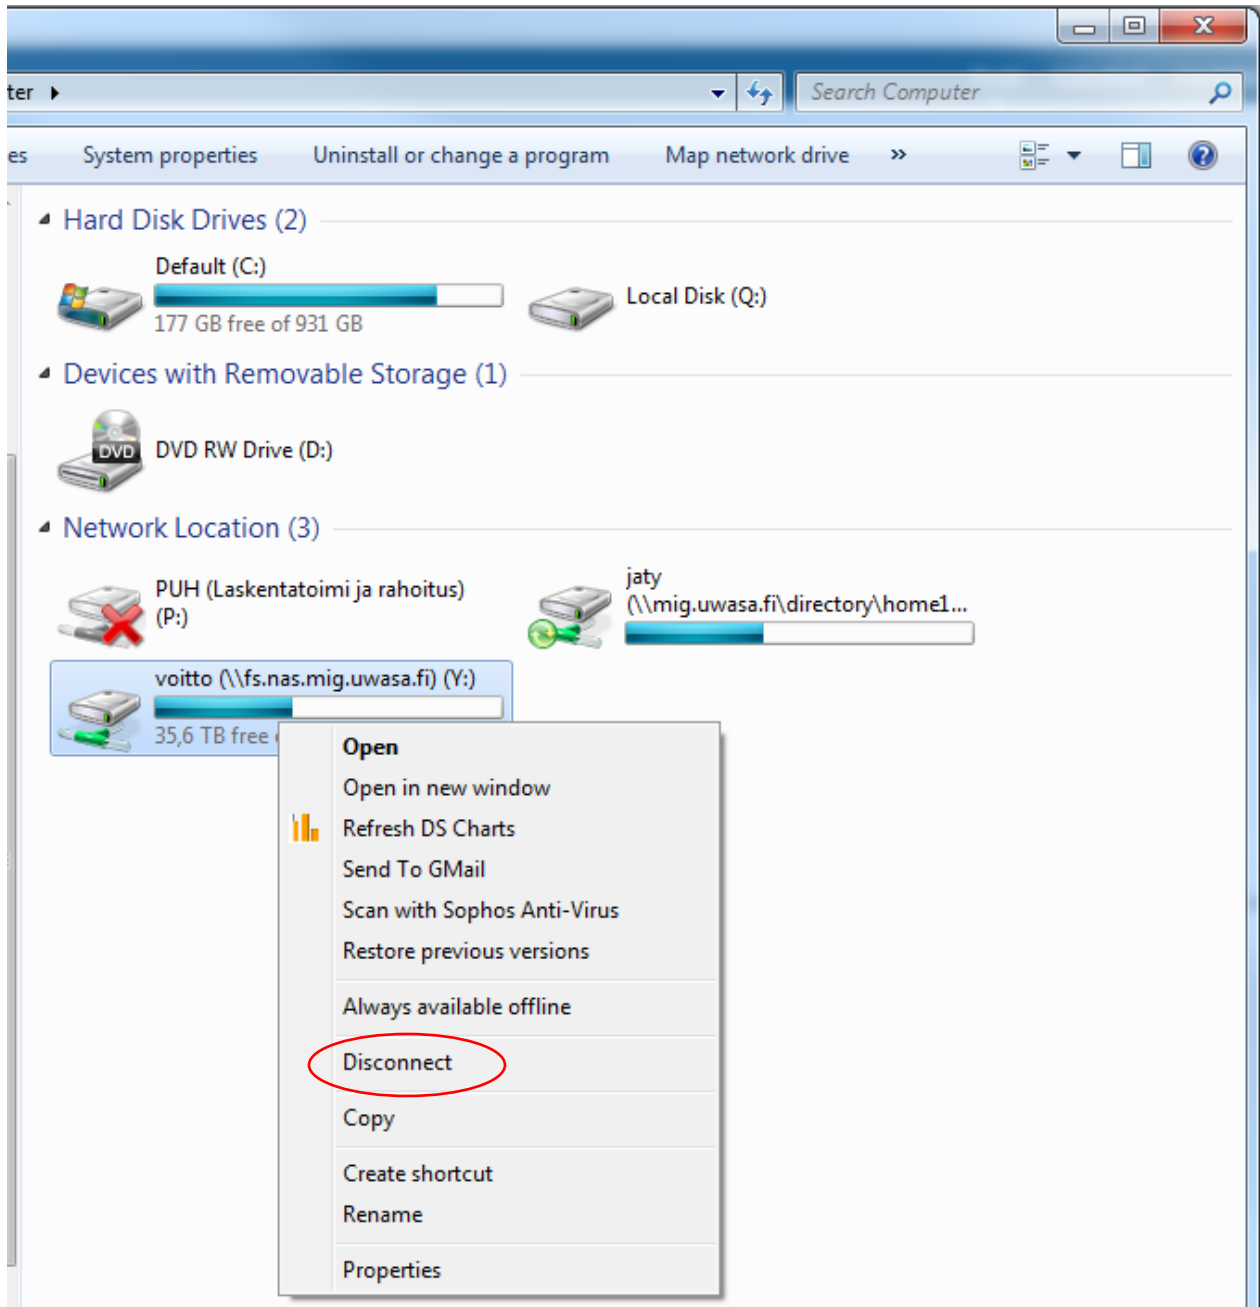 ter
Search Computer
es System properties Uninstall or change a program Map network drive »
Hard Disk Drives (2)
Default (C:)
177 GB free of 931 GB
Local Disk (Q:)
Devices with Removable Storage (1)
DVD
DVD RW Drive (D:)
Network Location (3)
PUH (Laskentatoimi ja rahoitus)
(P:)
jaty
(\\mig.uwasa.fi\directory\home1...
voitto (\\fs.nas.mig.uwasa.fi) (Y:)
35,6 TB free
Open
Open in new window
Refresh DS Charts
Send To GMail
Scan with Sophos Anti-Virus
Restore previous versions
Always available offline
Disconnect
Copy
Create shortcut
Rename
Properties